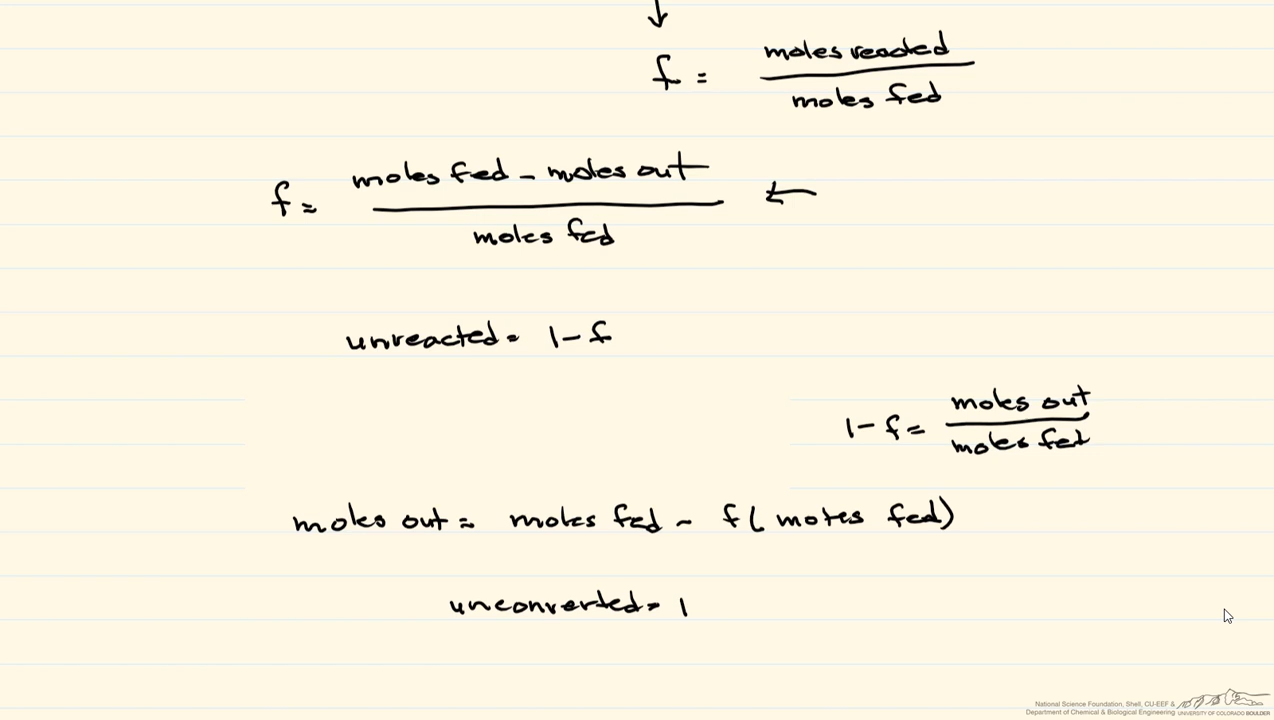 f = moles reacted / moles fed
f = moles fed - moles out / moles fed
unreacted = 1-f
1-f = moles out / moles fed
moles out = moles fed - f(moles fed)
unconverted = 1
National Science Foundation, Shell, CU-EEF &
Department of Chemical & Biological Engineering UNIVERSITY OF COLORADO BOULDER